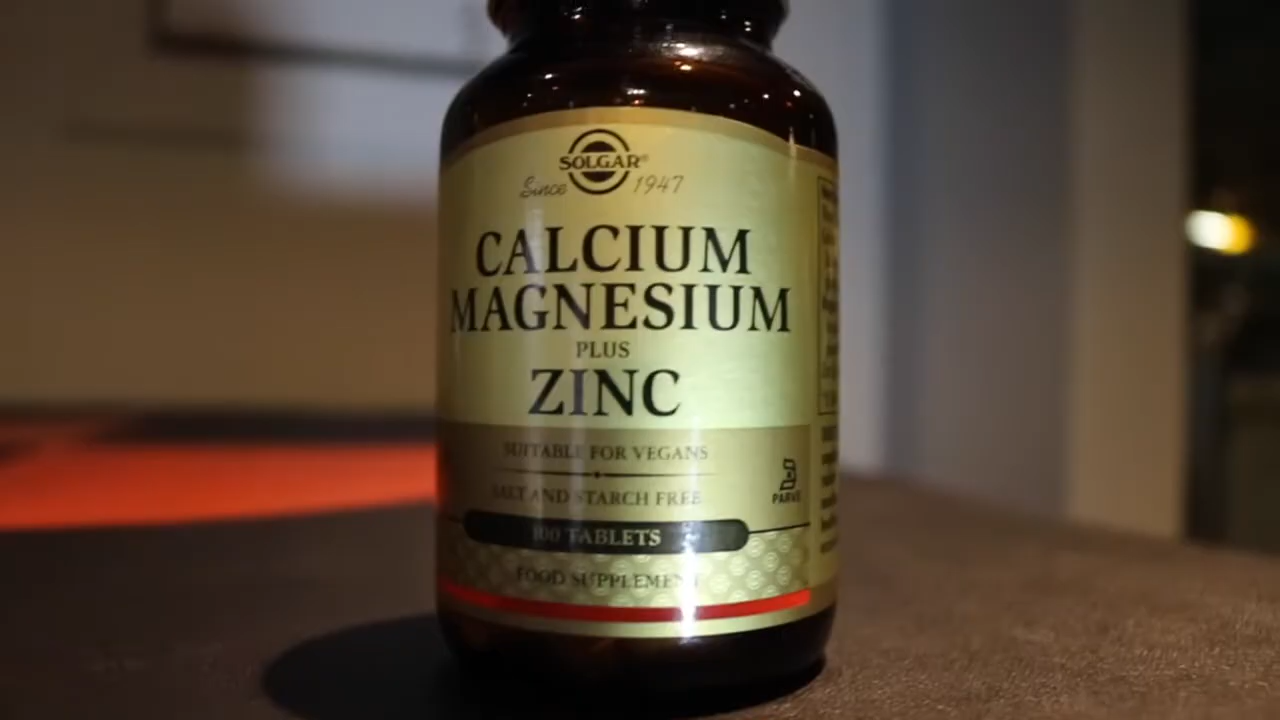 SOLGAR®
Since 1947
CALCIUM
MAGNESIUM
PLUS
ZINC
SUITABLE FOR VEGANS
SALT AND STARCH FREE
PARVE
100 TABLETS
FOOD SUPPLEMENT